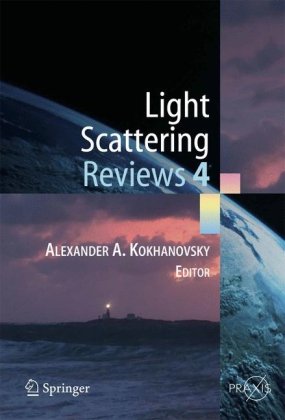 Light
Scattering
Reviews 4
ALEXANDER A. KOKHANOVSKY
EDITOR
Springer
PRAXIS